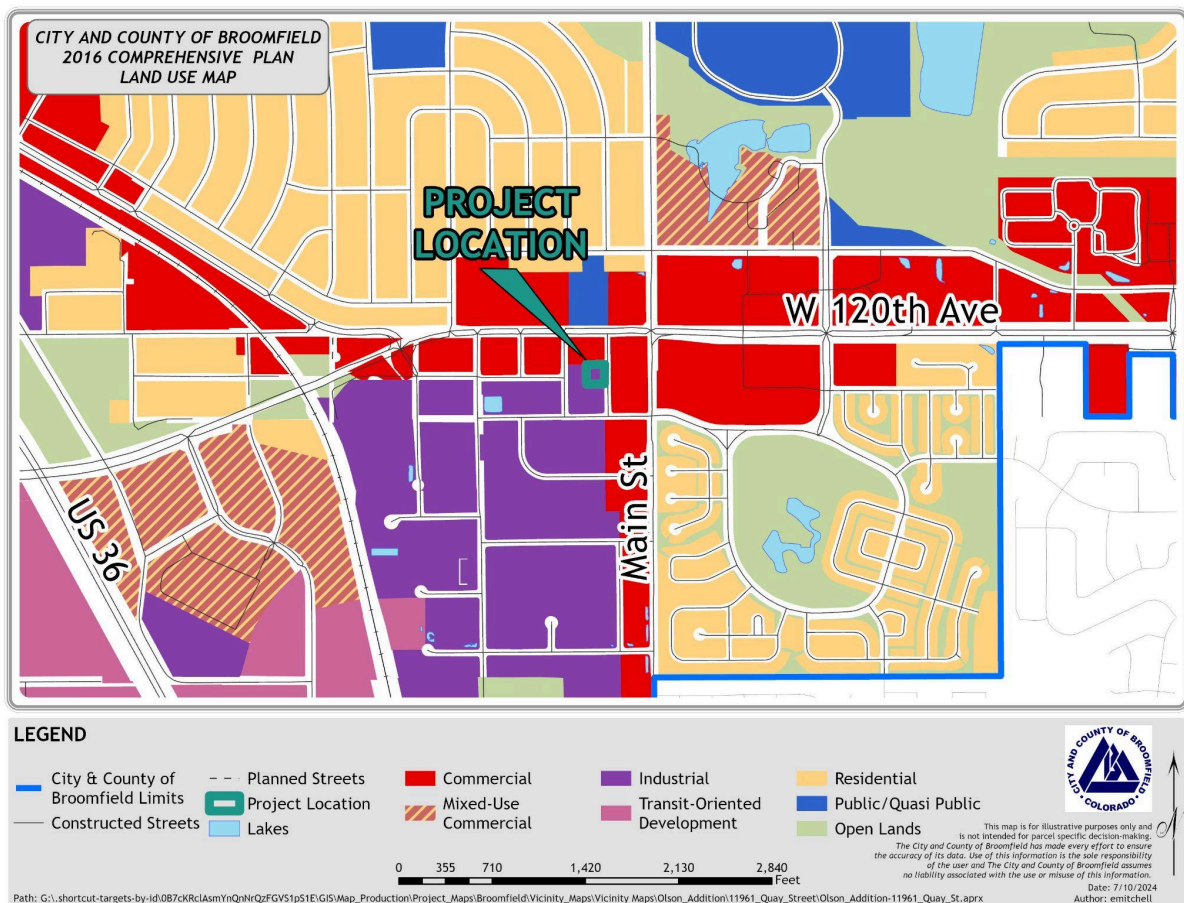 CITY AND COUNTY OF BROOMFIELD
2016 COMPREHENSIVE PLAN
LAND USE MAP
PROJECT
LOCATION
W 120th Ave
Main St
US 36
LEGEND
City & County of
Broomfield Limits
Constructed Streets
Planned Streets
Project Location
Lakes
Commercial
Mixed-Use
Commercial
Industrial
Transit-Oriented
Development
Residential
Public/Quasi Public
Open Lands
0 355 710 1,420 2,130 2,840
Feet
CITY AND COUNTY OF BROOMFIELD
• COLORADO •
This map is for illustrative purposes only and
is not intended for parcel specific decision-making.
The City and County of Broomfield has made every effort to ensure
the accuracy of its data. Use of this information is the sole responsibility
of the user and The City and County of Broomfield assumes
no liability associated with the use or misuse of this information.
Date: 7/10/2024
Author: emitchell
Path: G:\.shortcut-targets-by-id\0B7cKRclAsmYnQnNrQzFGVS1pS1E\GIS\Map_Production\Project_Maps\Broomfield\Vicinity_Maps\Vicinity Maps\Olson_Addition\11961_Quay_Street\Olson_Addition-11961_Quay_St.aprx